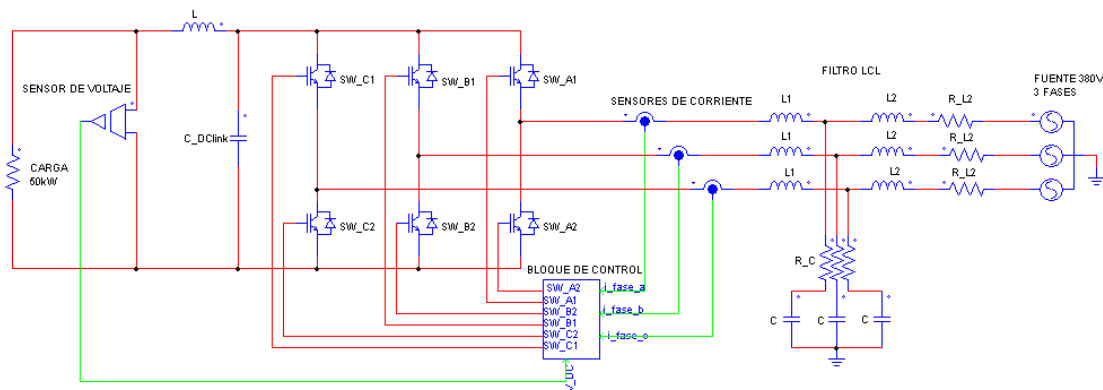 L
SENSOR DE VOLTAJE
C_DClink
CARGA
50kW
SW_C1
SW_B1
SW_A1
SW_C2
SW_B2
SW_A2
SENSORES DE CORRIENTE
FILTRO LCL
FUENTE 380V
3 FASES
L1
L2
R_L2
L1
L2
R_L2
L1
L2
R_L2
R_C
C
C
C
BLOQUE DE CONTROL
SW_A2
SW_A1
SW_B2
SW_B1
SW_C2
SW_C1
i_fase_a
i_fase_b
i_fase_c
V_DC